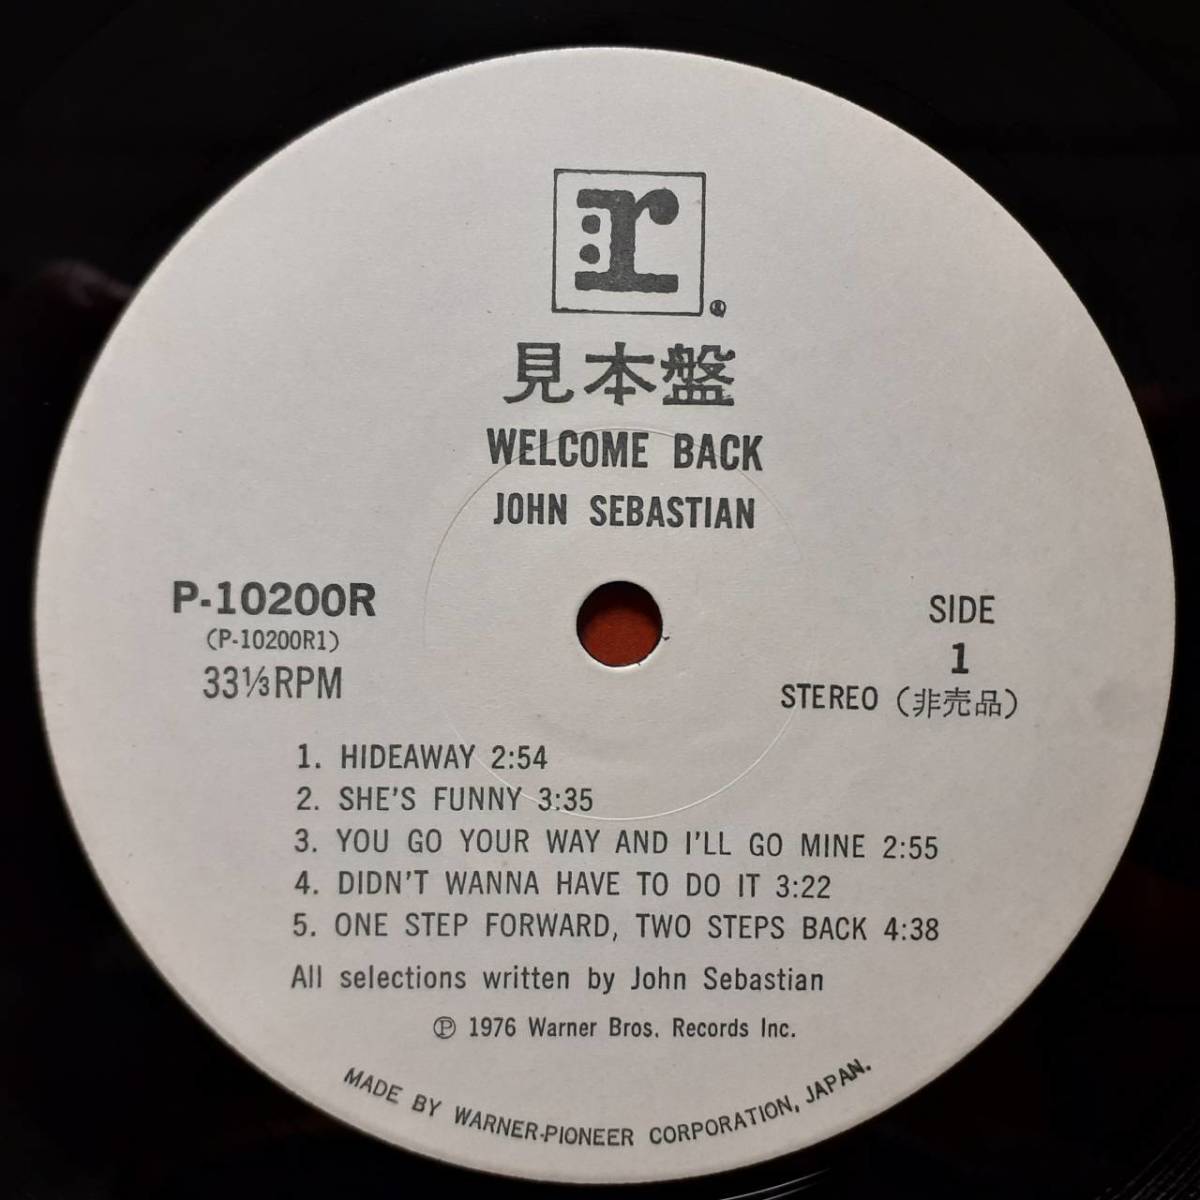 r
®
見本盤
WELCOME BACK
JOHN SEBASTIAN
P-10200R
(P-10200R1)
33⅓RPM
SIDE
1
STEREO (非売品)
1. HIDEAWAY 2:54
2. SHE'S FUNNY 3:35
3. YOU GO YOUR WAY AND I'LL GO MINE 2:55
4. DIDN'T WANNA HAVE TO DO IT 3:22
5. ONE STEP FORWARD, TWO STEPS BACK 4:38
All selections written by John Sebastian
℗ 1976 Warner Bros. Records Inc.
MADE BY WARNER-PIONEER CORPORATION, JAPAN.